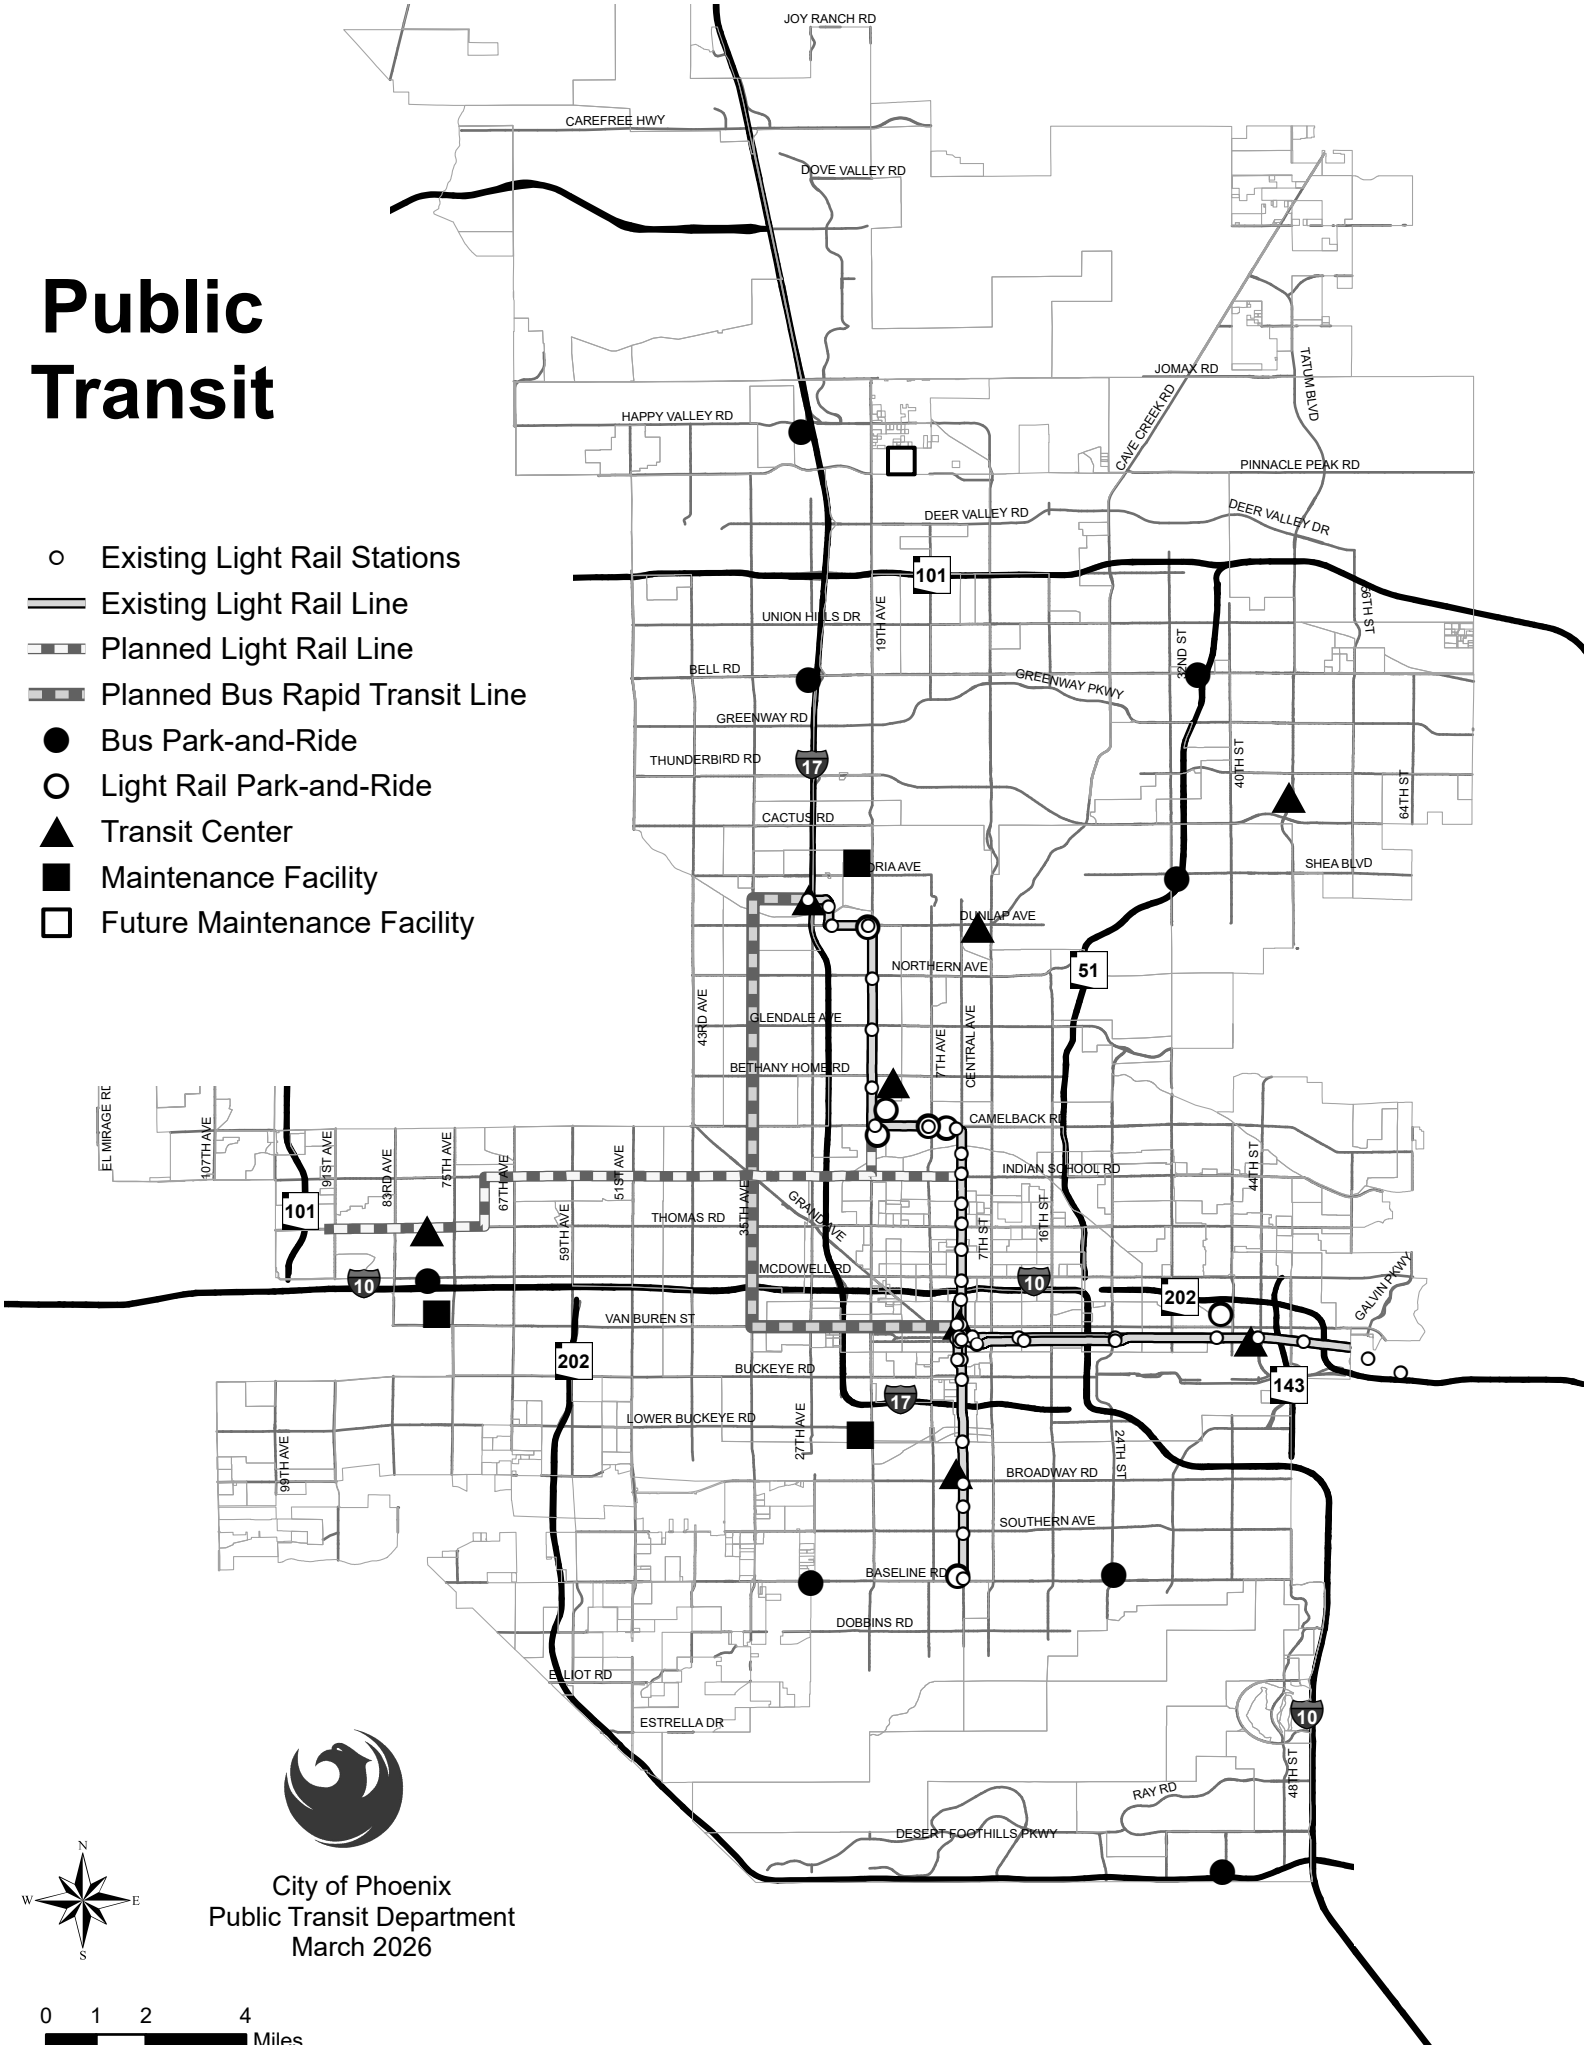 JOY RANCH RD
CAREFREE HWY
DOVE VALLEY RD
Public
Transit
JOMAX RD
TATUM BLVD
CAVE CREEK RD
HAPPY VALLEY RD
PINNACLE PEAK RD
DEER VALLEY RD
DEER VALLEY DR
Existing Light Rail Stations
Existing Light Rail Line
Planned Light Rail Line
Planned Bus Rapid Transit Line
Bus Park-and-Ride
Light Rail Park-and-Ride
Transit Center
Maintenance Facility
Future Maintenance Facility
101
UNION HILLS DR
19TH AVE
56TH ST
32ND ST
BELL RD
GREENWAY PKWY
GREENWAY RD
THUNDERBIRD RD
17
40TH ST
64TH ST
CACTUS RD
ORIA AVE
SHEA BLVD
DUNLAP AVE
NORTHERN AVE
51
43RD AVE
GLENDALE AVE
7TH AVE
CENTRAL AVE
BETHANY HOME RD
EL MIRAGE RD
107TH AVE
91ST AVE
83RD AVE
75TH AVE
67TH AVE
51ST AVE
CAMELBACK RD
INDIAN SCHOOL RD
44TH ST
101
59TH AVE
THOMAS RD
35TH AVE
GRAND AVE
7TH ST
16TH ST
MCDOWELL RD
10
10
202
GALVIN PKWY
VAN BUREN ST
202
BUCKEYE RD
143
17
LOWER BUCKEYE RD
27TH AVE
24TH ST
99TH AVE
BROADWAY RD
SOUTHERN AVE
BASELINE RD
DOBBINS RD
ELLIOT RD
ESTRELLA DR
10
48TH ST
RAY RD
DESERT FOOTHILLS PKWY
N
W
E
S
City of Phoenix
Public Transit Department
March 2026
0 1 2 4
Miles